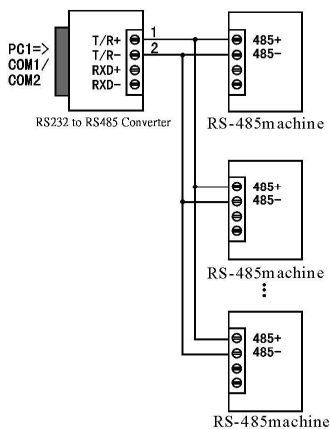 PC1=>
COM1/
COM2
T/R+
T/R-
RXD+
RXD-
1
2
RS232 to RS485 Converter
485+
485-
RS-485machine
485+
485-
RS-485machine
485+
485-
RS-485machine